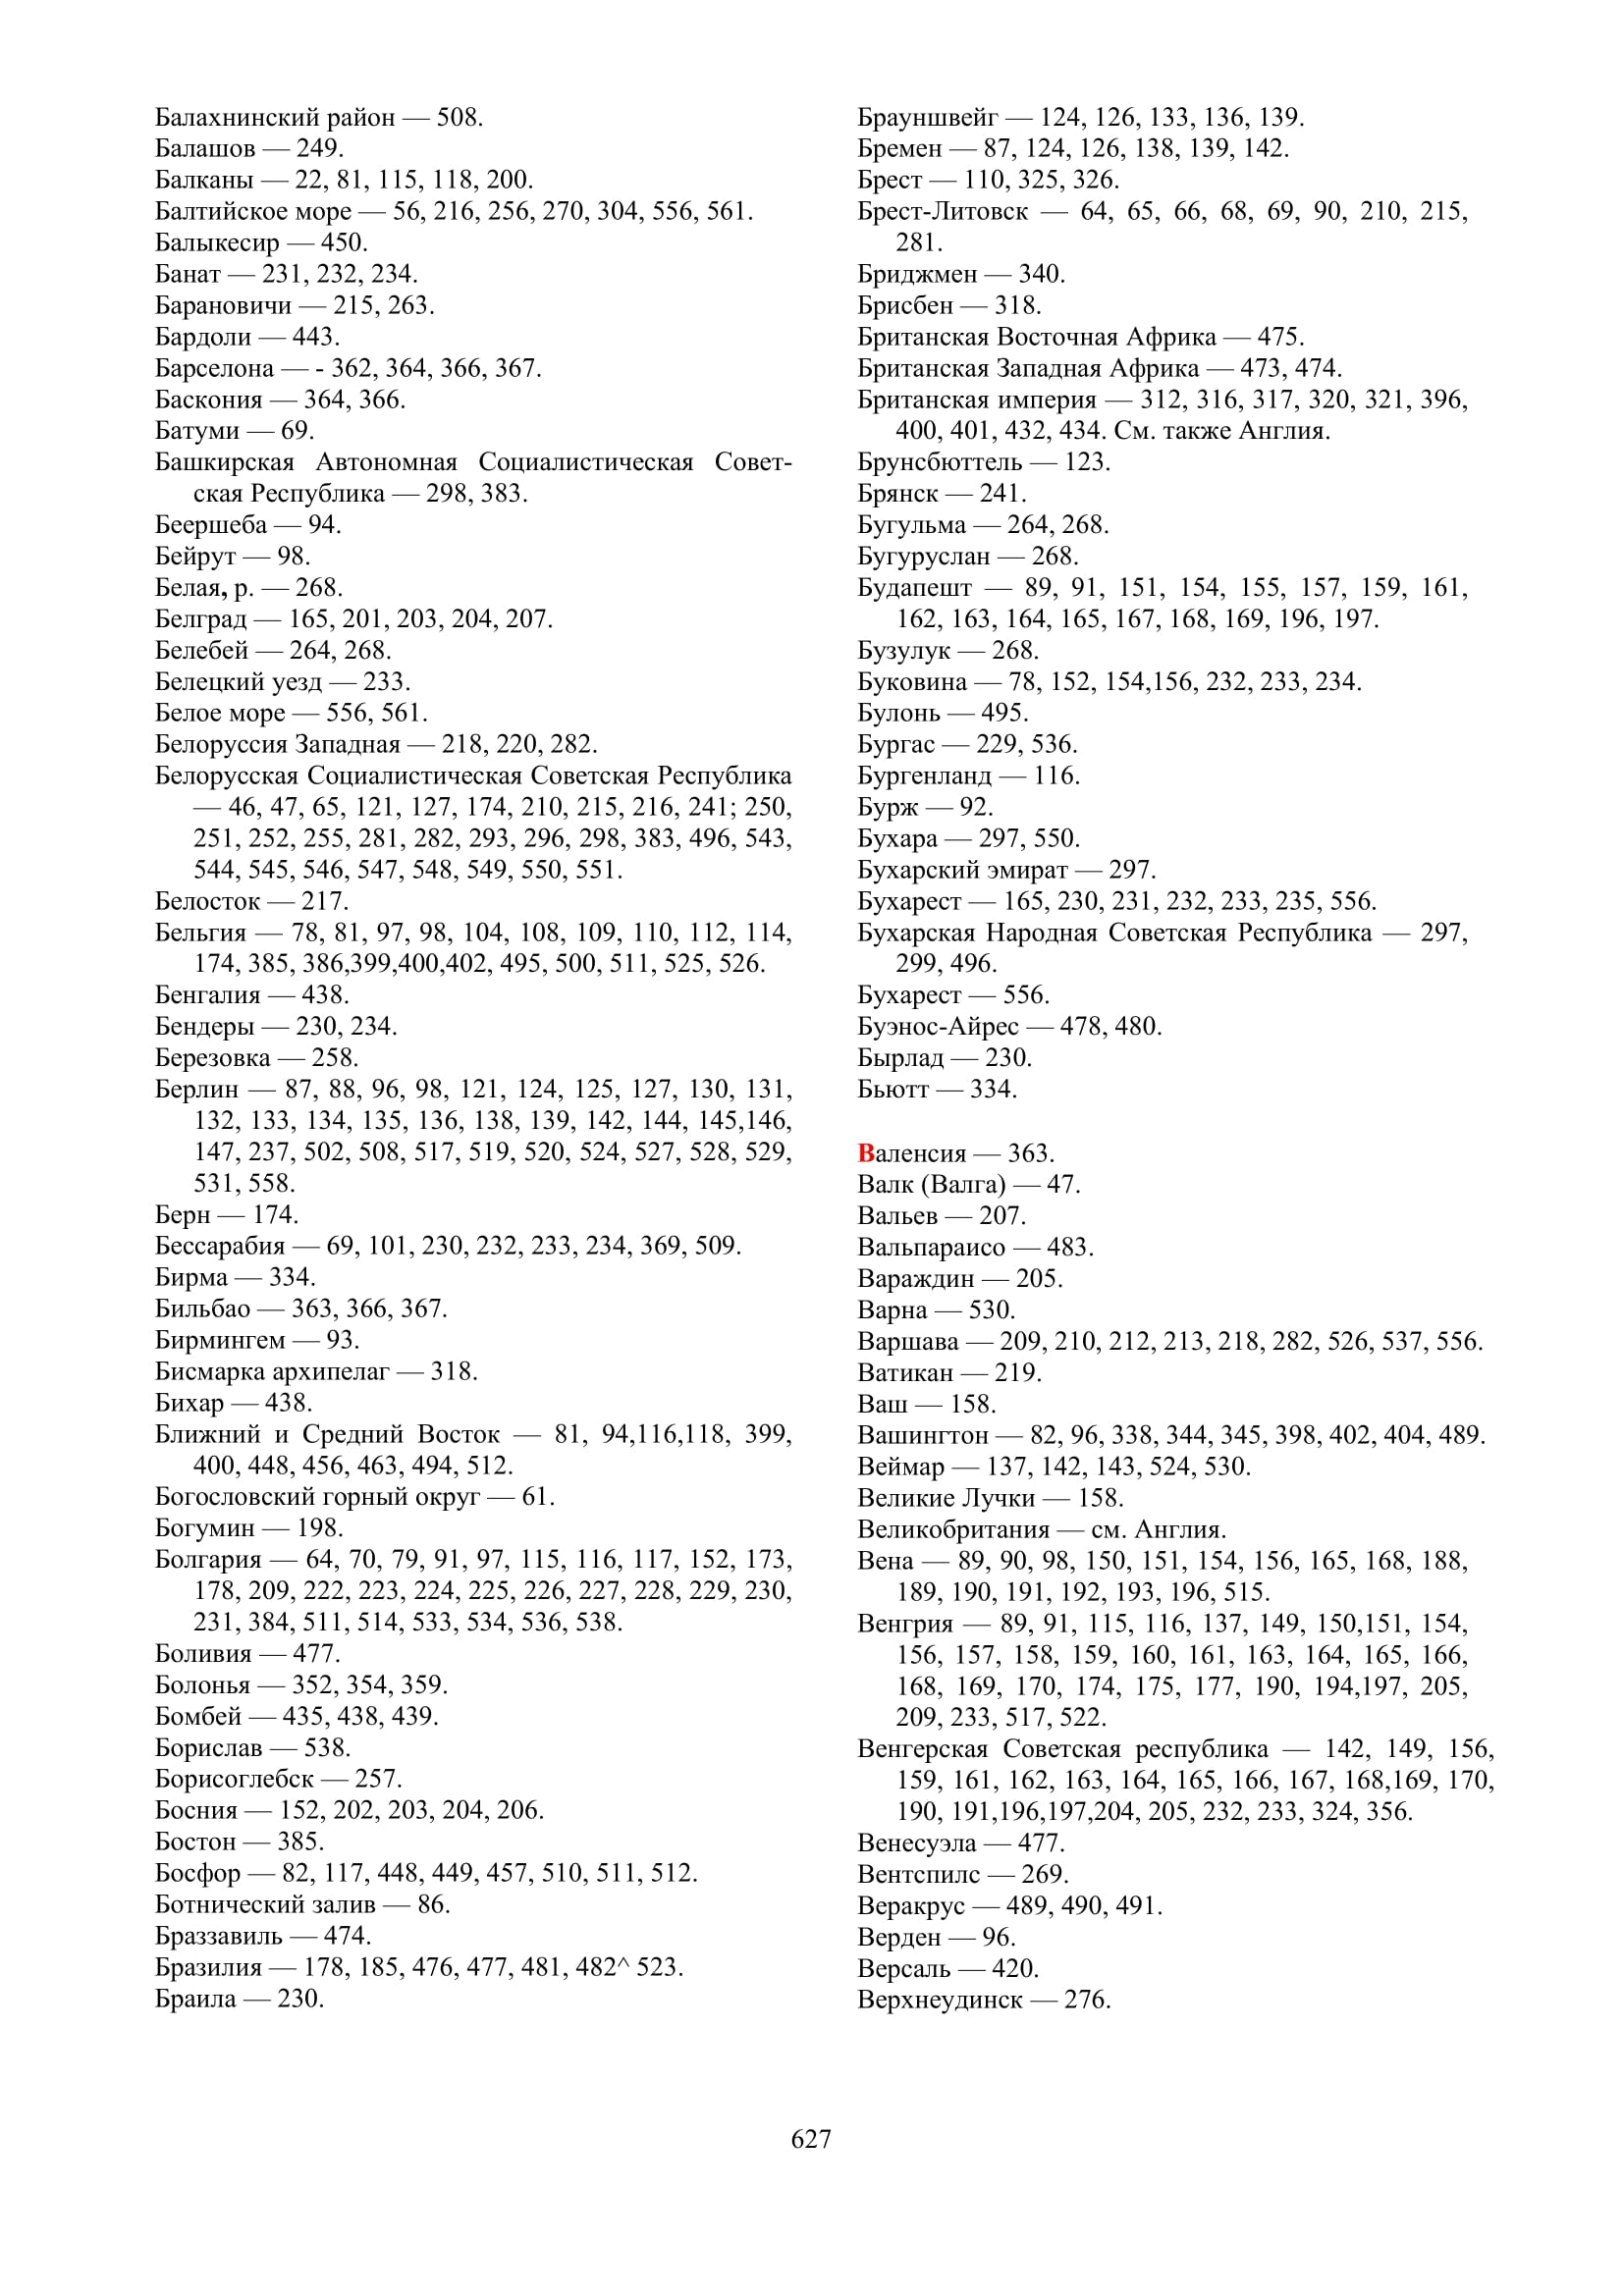 Балахнинский район — 508.
Балашов — 249.
Балканы — 22, 81, 115, 118, 200.
Балтийское море — 56, 216, 256, 270, 304, 556, 561.
Балыкесир — 450.
Банат — 231, 232, 234.
Барановичи — 215, 263.
Бардоли — 443.
Барселона — - 362, 364, 366, 367.
Баскония — 364, 366.
Батуми — 69.
Башкирская Автономная Социалистическая Совет-
ская Республика — 298, 383.
Беершеба — 94.
Бейрут — 98.
Белая, р. — 268.
Белград — 165, 201, 203, 204, 207.
Белебей — 264, 268.
Белецкий уезд — 233.
Белое море — 556, 561.
Белоруссия Западная — 218, 220, 282.
Белорусская Социалистическая Советская Республика
— 46, 47, 65, 121, 127, 174, 210, 215, 216, 241; 250,
251, 252, 255, 281, 282, 293, 296, 298, 383, 496, 543,
544, 545, 546, 547, 548, 549, 550, 551.
Белосток — 217.
Бельгия — 78, 81, 97, 98, 104, 108, 109, 110, 112, 114,
174, 385, 386,399,400,402, 495, 500, 511, 525, 526.
Бенгалия — 438.
Бендеры — 230, 234.
Березовка — 258.
Берлин — 87, 88, 96, 98, 121, 124, 125, 127, 130, 131,
132, 133, 134, 135, 136, 138, 139, 142, 144, 145,146,
147, 237, 502, 508, 517, 519, 520, 524, 527, 528, 529,
531, 558.
Берн — 174.
Бессарабия — 69, 101, 230, 232, 233, 234, 369, 509.
Бирма — 334.
Бильбао — 363, 366, 367.
Бирмингем — 93.
Бисмарка архипелаг — 318.
Бихар — 438.
Ближний и Средний Восток — 81, 94,116,118, 399,
400, 448, 456, 463, 494, 512.
Богословский горный округ — 61.
Богумин — 198.
Болгария — 64, 70, 79, 91, 97, 115, 116, 117, 152, 173,
178, 209, 222, 223, 224, 225, 226, 227, 228, 229, 230,
231, 384, 511, 514, 533, 534, 536, 538.
Боливия — 477.
Болонья — 352, 354, 359.
Бомбей — 435, 438, 439.
Борислав — 538.
Борисоглебск — 257.
Босния — 152, 202, 203, 204, 206.
Бостон — 385.
Босфор — 82, 117, 448, 449, 457, 510, 511, 512.
Ботнический залив — 86.
Браззавиль — 474.
Бразилия — 178, 185, 476, 477, 481, 482^ 523.
Браила — 230.
Брауншвейг — 124, 126, 133, 136, 139.
Бремен — 87, 124, 126, 138, 139, 142.
Брест — 110, 325, 326.
Брест-Литовск — 64, 65, 66, 68, 69, 90, 210, 215,
281.
Бриджмен — 340.
Брисбен — 318.
Британская Восточная Африка — 475.
Британская Западная Африка — 473, 474.
Британская империя — 312, 316, 317, 320, 321, 396,
400, 401, 432, 434. См. также Англия.
Брунсбюттель — 123.
Брянск — 241.
Бугульма — 264, 268.
Бугуруслан — 268.
Будапешт — 89, 91, 151, 154, 155, 157, 159, 161,
162, 163, 164, 165, 167, 168, 169, 196, 197.
Бузулук — 268.
Буковина — 78, 152, 154,156, 232, 233, 234.
Булонь — 495.
Бургас — 229, 536.
Бургенланд — 116.
Бурж — 92.
Бухара — 297, 550.
Бухарский эмират — 297.
Бухарест — 165, 230, 231, 232, 233, 235, 556.
Бухарская Народная Советская Республика — 297,
299, 496.
Бухарест — 556.
Буэнос-Айрес — 478, 480.
Бырлад — 230.
Бьютт — 334.
Валенсия — 363.
Валк (Валга) — 47.
Вальев — 207.
Вальпараисо — 483.
Вараждин — 205.
Варна — 530.
Варшава — 209, 210, 212, 213, 218, 282, 526, 537, 556.
Ватикан — 219.
Ваш — 158.
Вашингтон — 82, 96, 338, 344, 345, 398, 402, 404, 489.
Веймар — 137, 142, 143, 524, 530.
Великие Лучки — 158.
Великобритания — см. Англия.
Вена — 89, 90, 98, 150, 151, 154, 156, 165, 168, 188,
189, 190, 191, 192, 193, 196, 515.
Венгрия — 89, 91, 115, 116, 137, 149, 150,151, 154,
156, 157, 158, 159, 160, 161, 163, 164, 165, 166,
168, 169, 170, 174, 175, 177, 190, 194,197, 205,
209, 233, 517, 522.
Венгерская Советская республика — 142, 149, 156,
159, 161, 162, 163, 164, 165, 166, 167, 168,169, 170,
190, 191,196,197,204, 205, 232, 233, 324, 356.
Венесуэла — 477.
Вентспилс — 269.
Веракрус — 489, 490, 491.
Верден — 96.
Версаль — 420.
Верхнеудинск — 276.
627